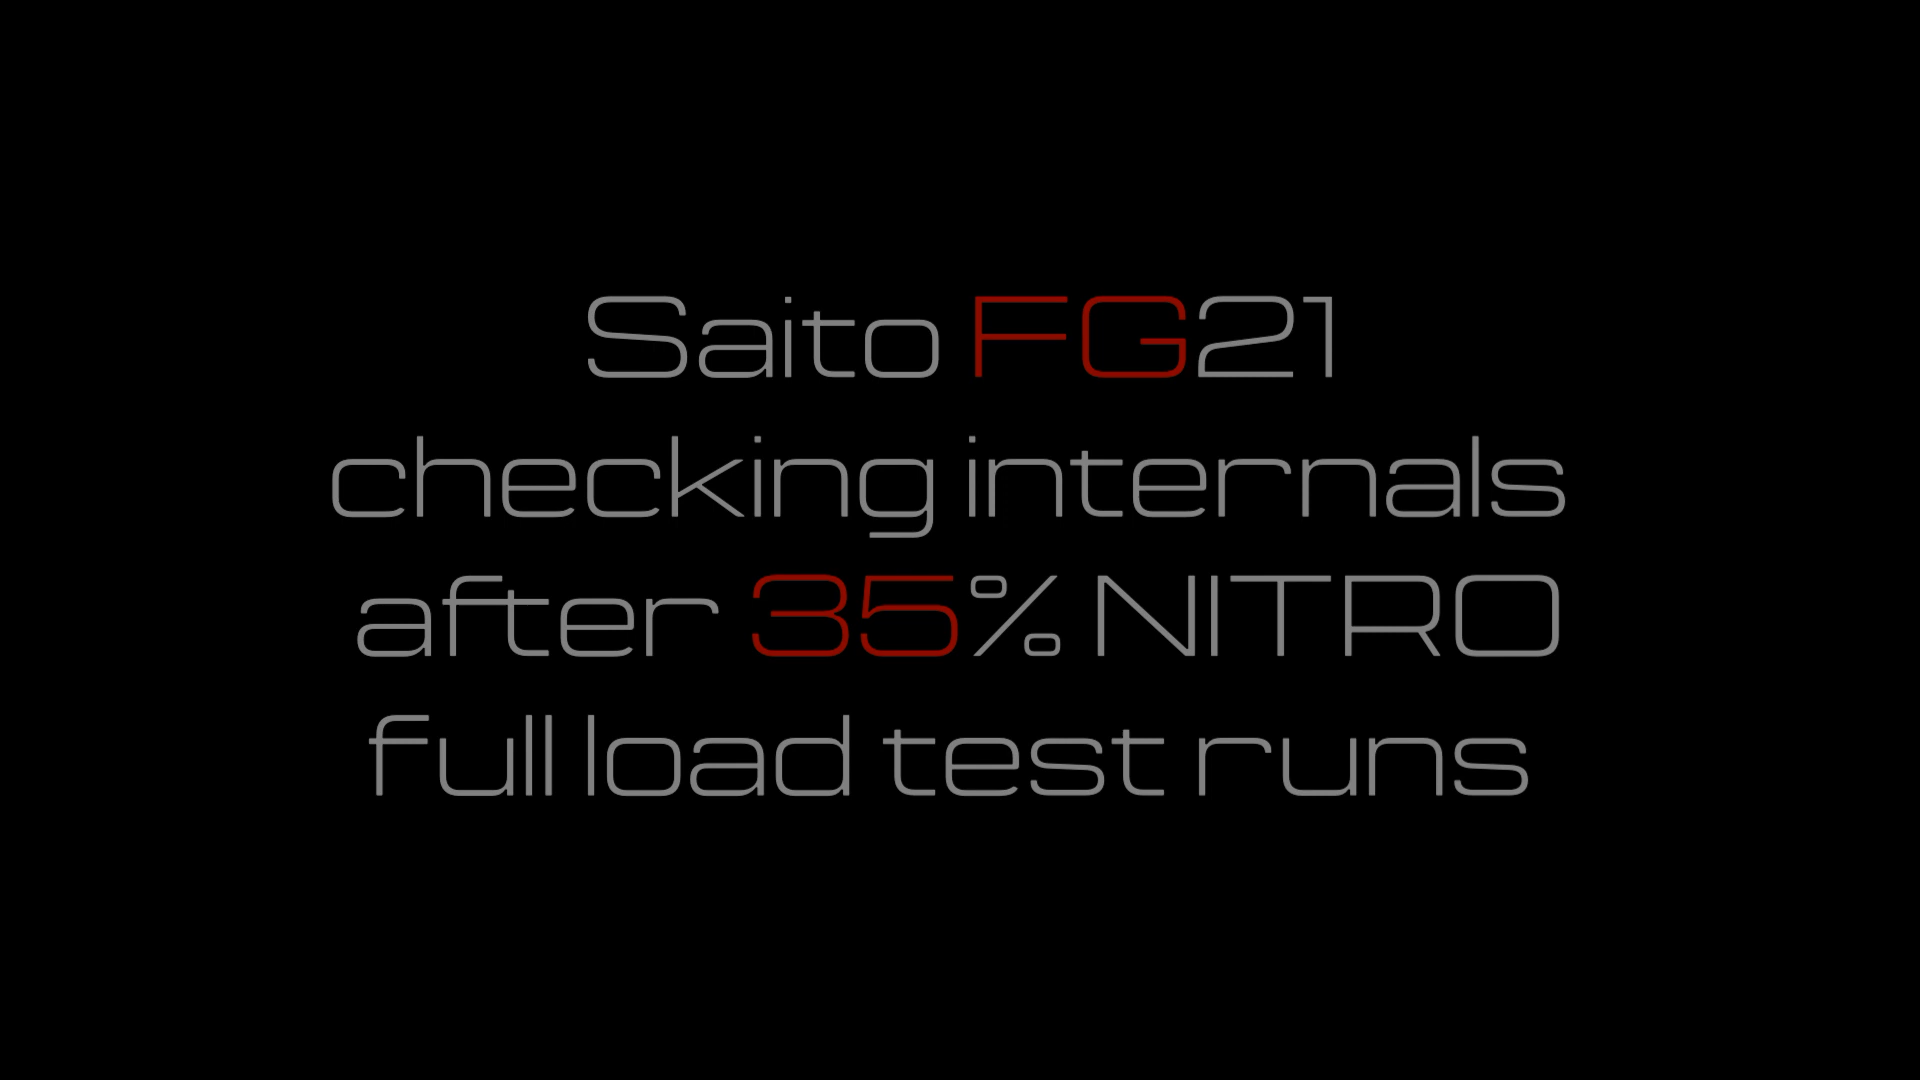 Saito FG21
checking internals
after 35% NITRO
full load test runs